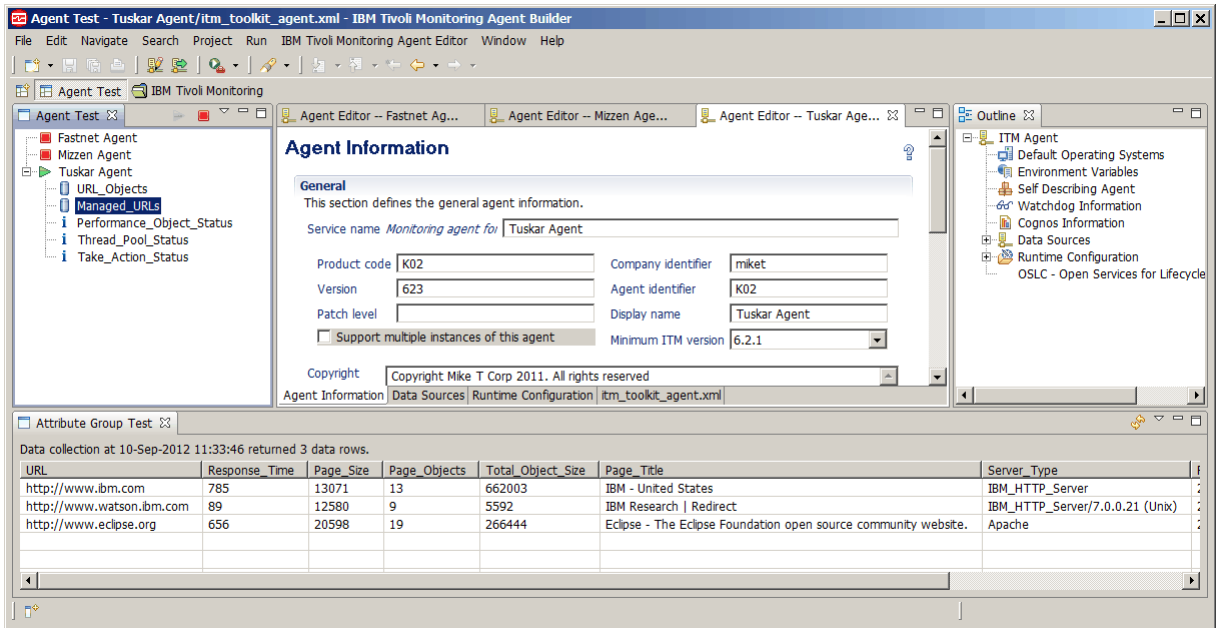 Agent Test - Tuskar Agent/itm_toolkit_agent.xml - IBM Tivoli Monitoring Agent Builder
File Edit Navigate Search Project Run IBM Tivoli Monitoring Agent Editor Window Help
Agent Test IBM Tivoli Monitoring
Agent Test
Fastnet Agent
Mizzen Agent
Tuskar Agent
URL_Objects
Managed_URLs
Performance_Object_Status
Thread_Pool_Status
Take_Action_Status
Agent Editor -- Fastnet Ag... Agent Editor -- Mizzen Age... Agent Editor -- Tuskar Age...
Agent Information
General
This section defines the general agent information.
Service name Monitoring agent for Tuskar Agent
Product code K02 Company identifier miket
Version 623 Agent identifier K02
Patch level Display name Tuskar Agent
Support multiple instances of this agent Minimum ITM version 6.2.1
Copyright Copyright Mike T Corp 2011. All rights reserved
Agent Information Data Sources Runtime Configuration itm_toolkit_agent.xml
Outline
ITM Agent
Default Operating Systems
Environment Variables
Self Describing Agent
Watchdog Information
Cognos Information
Data Sources
Runtime Configuration
OSLC - Open Services for Lifecycle
Attribute Group Test
Data collection at 10-Sep-2012 11:33:46 returned 3 data rows.
URL Response_Time Page_Size Page_Objects Total_Object_Size Page_Title Server_Type
http://www.ibm.com 785 13071 13 662003 IBM - United States IBM_HTTP_Server
http://www.watson.ibm.com 89 12580 9 5592 IBM Research | Redirect IBM_HTTP_Server/7.0.0.21 (Unix)
http://www.eclipse.org 656 20598 19 266444 Eclipse - The Eclipse Foundation open source community website. Apache